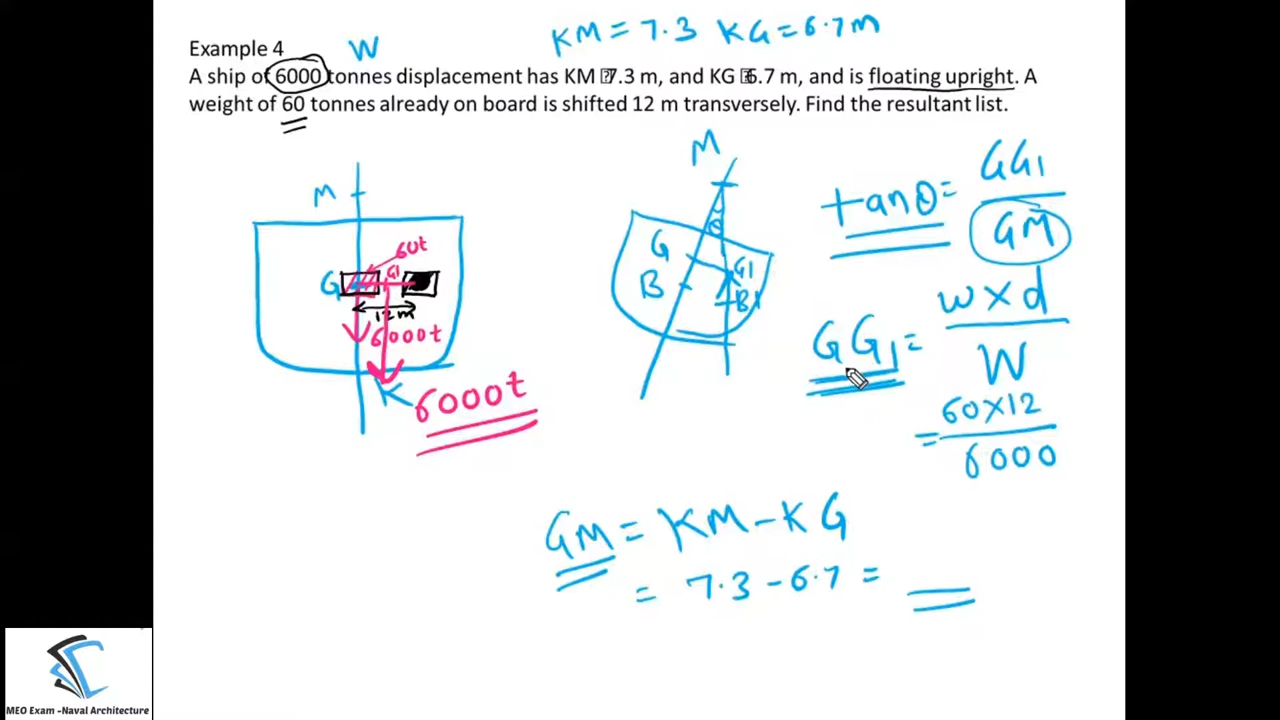 KM = 7.3 KG = 6.7m
Example 4
W
A ship of 6000 tonnes displacement has KM ⍰7.3 m, and KG ⍰6.7 m, and is floating upright. A
weight of 60 tonnes already on board is shifted 12 m transversely. Find the resultant list.
M
60t
G
G1
12m
6000t
K
6000t
M
θ
G
G1
B
B1
tanθ = GG1
GM
GG1 = w × d
W
= 60×12
6000
GM = KM - KG
= 7.3 - 6.7 =
MEO Exam -Naval Architecture